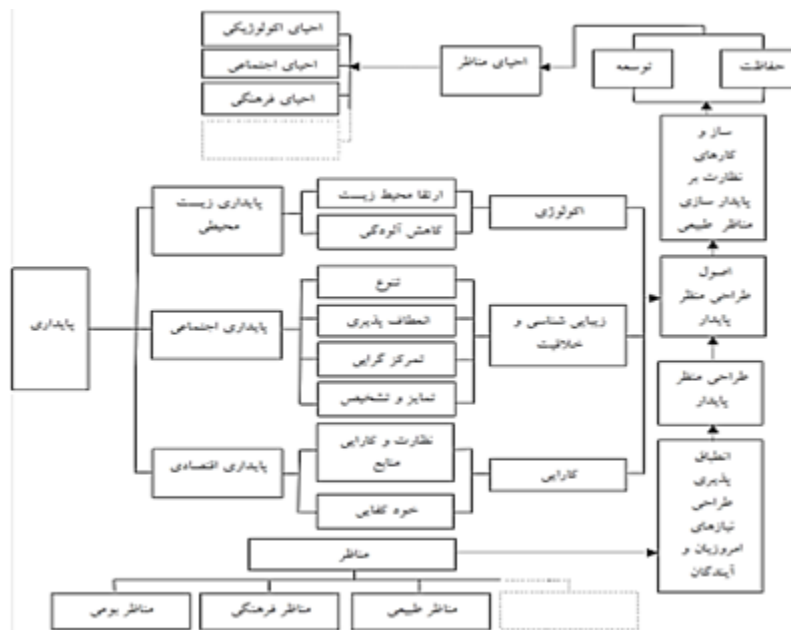 احیای اکولوژیکی
احیای اجتماعی
احیای فرهنگی
احیای مناظر
توسعه
حفاظت
ساز و
کارهای
نظارت بر
پایدار سازی
مناظر طبیعی
اصول
طراحی منظر
پایدار
طراحی منظر
پایدار
انطباق
پذیری
طراحی
نیازهای
امروزیان و
آیندگان
اکولوژی
زیبایی شناسی و
خلاقیت
کارایی
ارتقا محیط زیست
کاهش آلودگی
تنوع
انعطاف پذیری
تمرکز گرایی
تمایز و تشخیص
نظارت و کارایی
منابع
خود کفایی
پایداری زیست
محیطی
پایداری اجتماعی
پایداری اقتصادی
پایداری
مناظر
مناظر طبیعی
مناظر فرهنگی
مناظر بومی